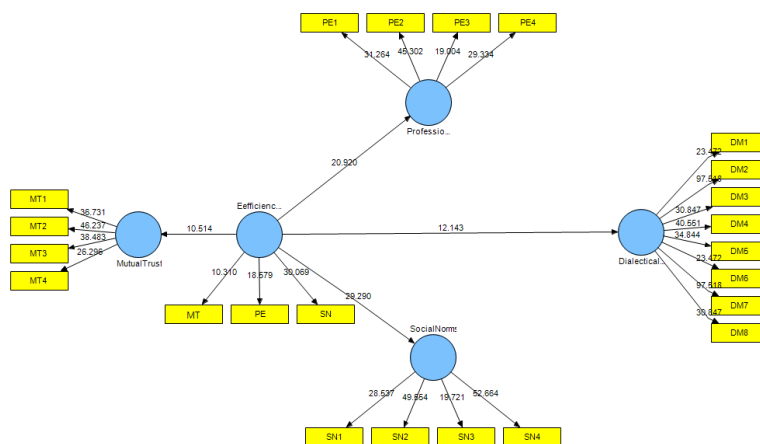 PE1 PE2 PE3 PE4
31.264 45.302 19.004 29.334
Professio...
20.920
DM1
23.472
DM2
97.518
DM3
30.847
DM4
40.551
34.844
DM5
23.472
DM6
97.518
DM7
30.847
DM8
Dialectical...
12.143
MT1
36.731
MT2
46.237
MT3
38.483
MT4
26.296
MutualTrust
10.514
Eefficienc...
10.310 18.579 30.069
MT PE SN
29.290
SocialNorms
28.537 49.554 19.721 52.664
SN1 SN2 SN3 SN4